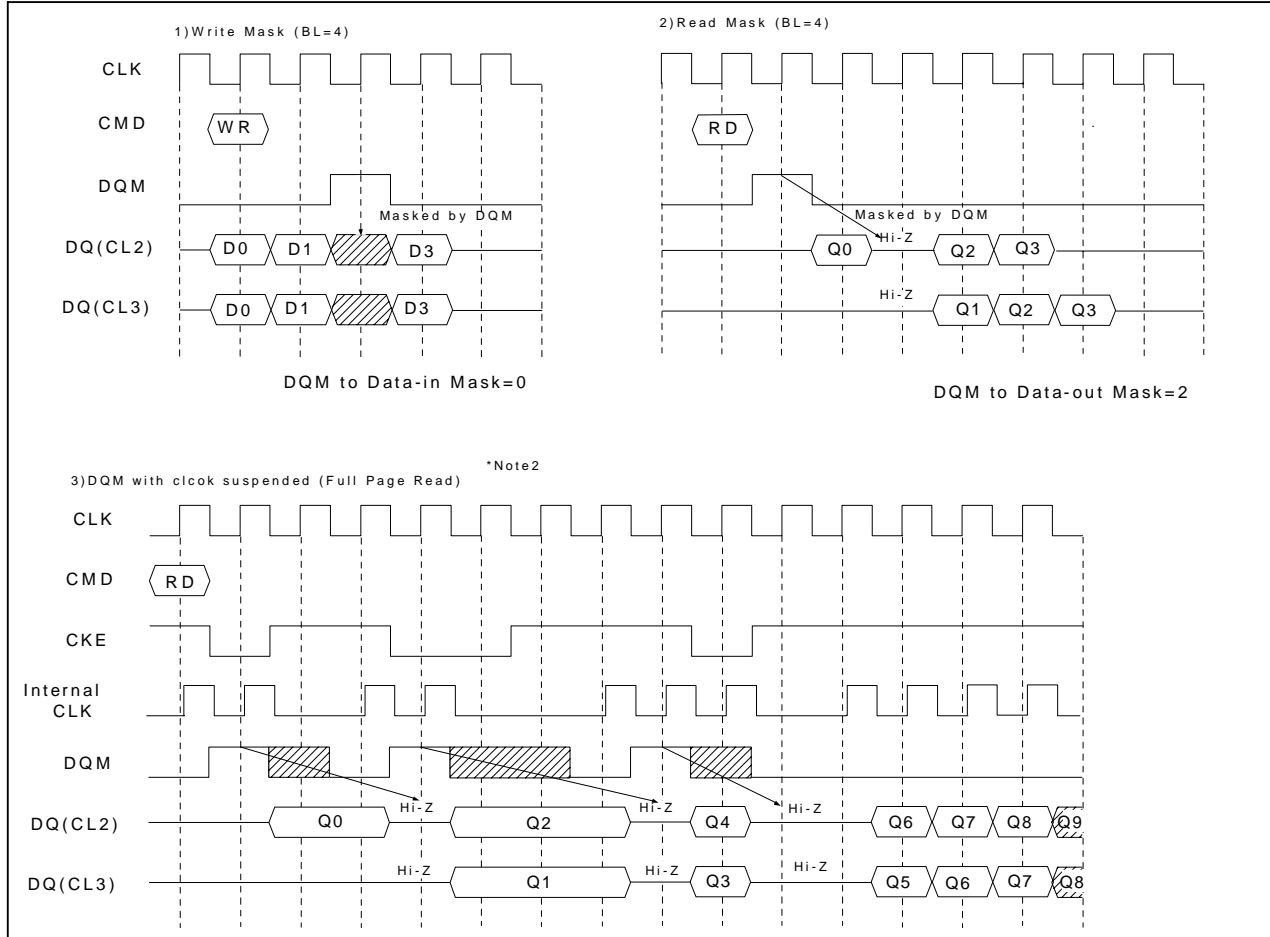 1)Write Mask (BL=4)
CLK
CMD
WR
DQM
Masked by DQM
DQ(CL2)
D0 D1 D3
DQ(CL3)
D0 D1 D3
DQM to Data-in Mask=0
2)Read Mask (BL=4)
RD
Masked by DQM
Hi-Z
Q0 Q2 Q3
Hi-Z
Q1 Q2 Q3
DQM to Data-out Mask=2
*Note2
3)DQM with clcok suspended (Full Page Read)
CLK
CMD
RD
CKE
Internal
CLK
DQM
Hi-Z Hi-Z Hi-Z
DQ(CL2)
Q0 Q2 Q4 Q6 Q7 Q8 Q9
Hi-Z Hi-Z Hi-Z
DQ(CL3)
Q1 Q3 Q5 Q6 Q7 Q8